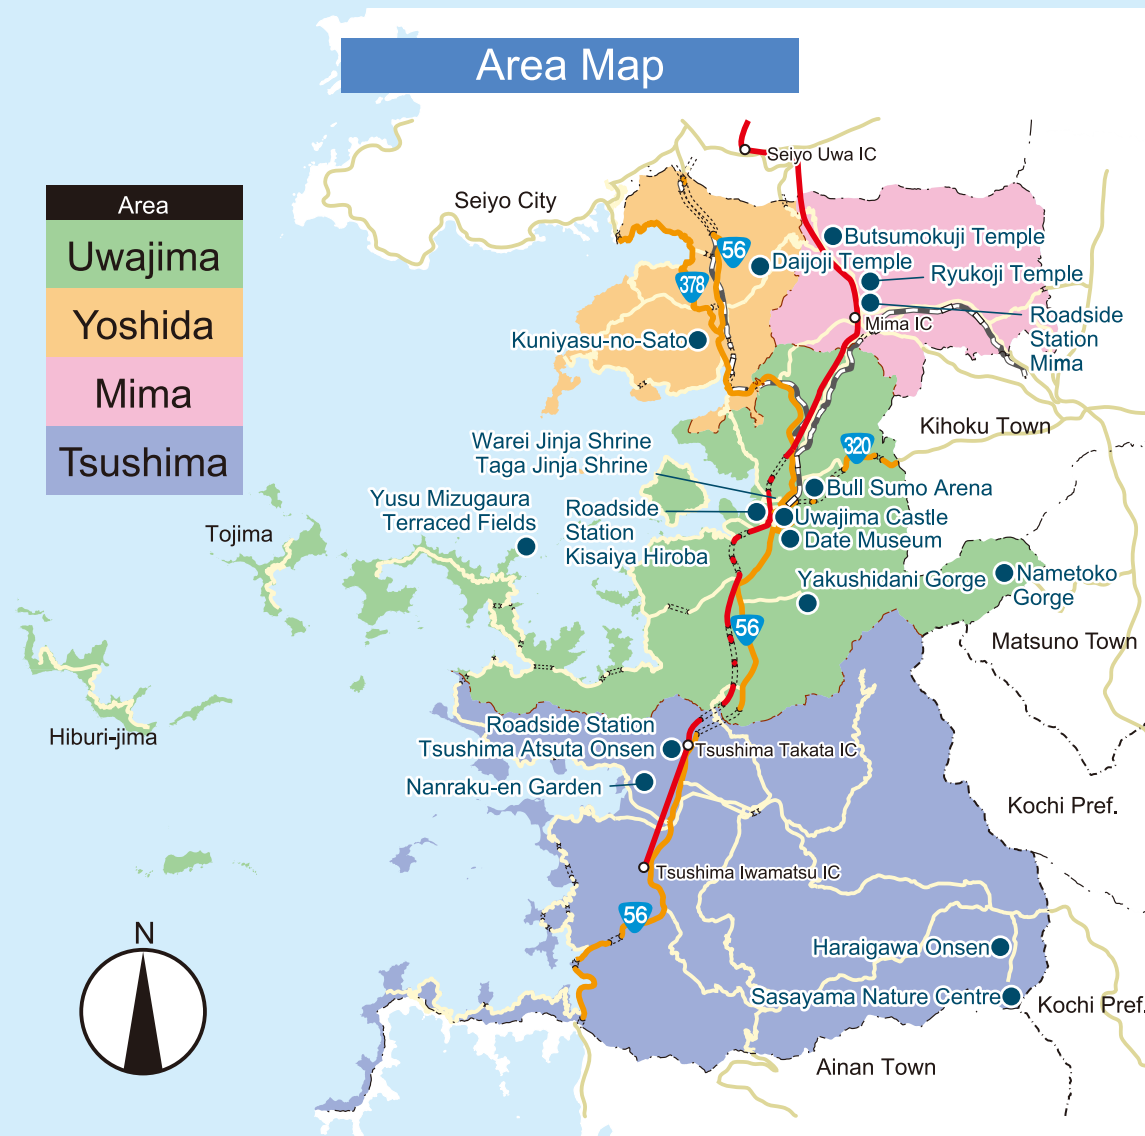 Area Map
Area
Uwajima
Yoshida
Mima
Tsushima
Seiyo Uwa IC
Seiyo City
Butsumokuji Temple
56
Daijoji Temple
Ryukoji Temple
378
Roadside
Station
Mima
Mima IC
Kuniyasu-no-Sato
Kihoku Town
320
Warei Jinja Shrine
Taga Jinja Shrine
Bull Sumo Arena
Yusu Mizugaura
Terraced Fields
Roadside
Station
Kisaiya Hiroba
Uwajima Castle
Date Museum
Tojima
Yakushidani Gorge
Nametoko
Gorge
56
Matsuno Town
Hiburi-jima
Roadside Station
Tsushima Atsuta Onsen
Tsushima Takata IC
Nanraku-en Garden
Kochi Pref.
Tsushima Iwamatsu IC
56
N
Haraigawa Onsen
Sasayama Nature Centre
Kochi Pref.
Ainan Town